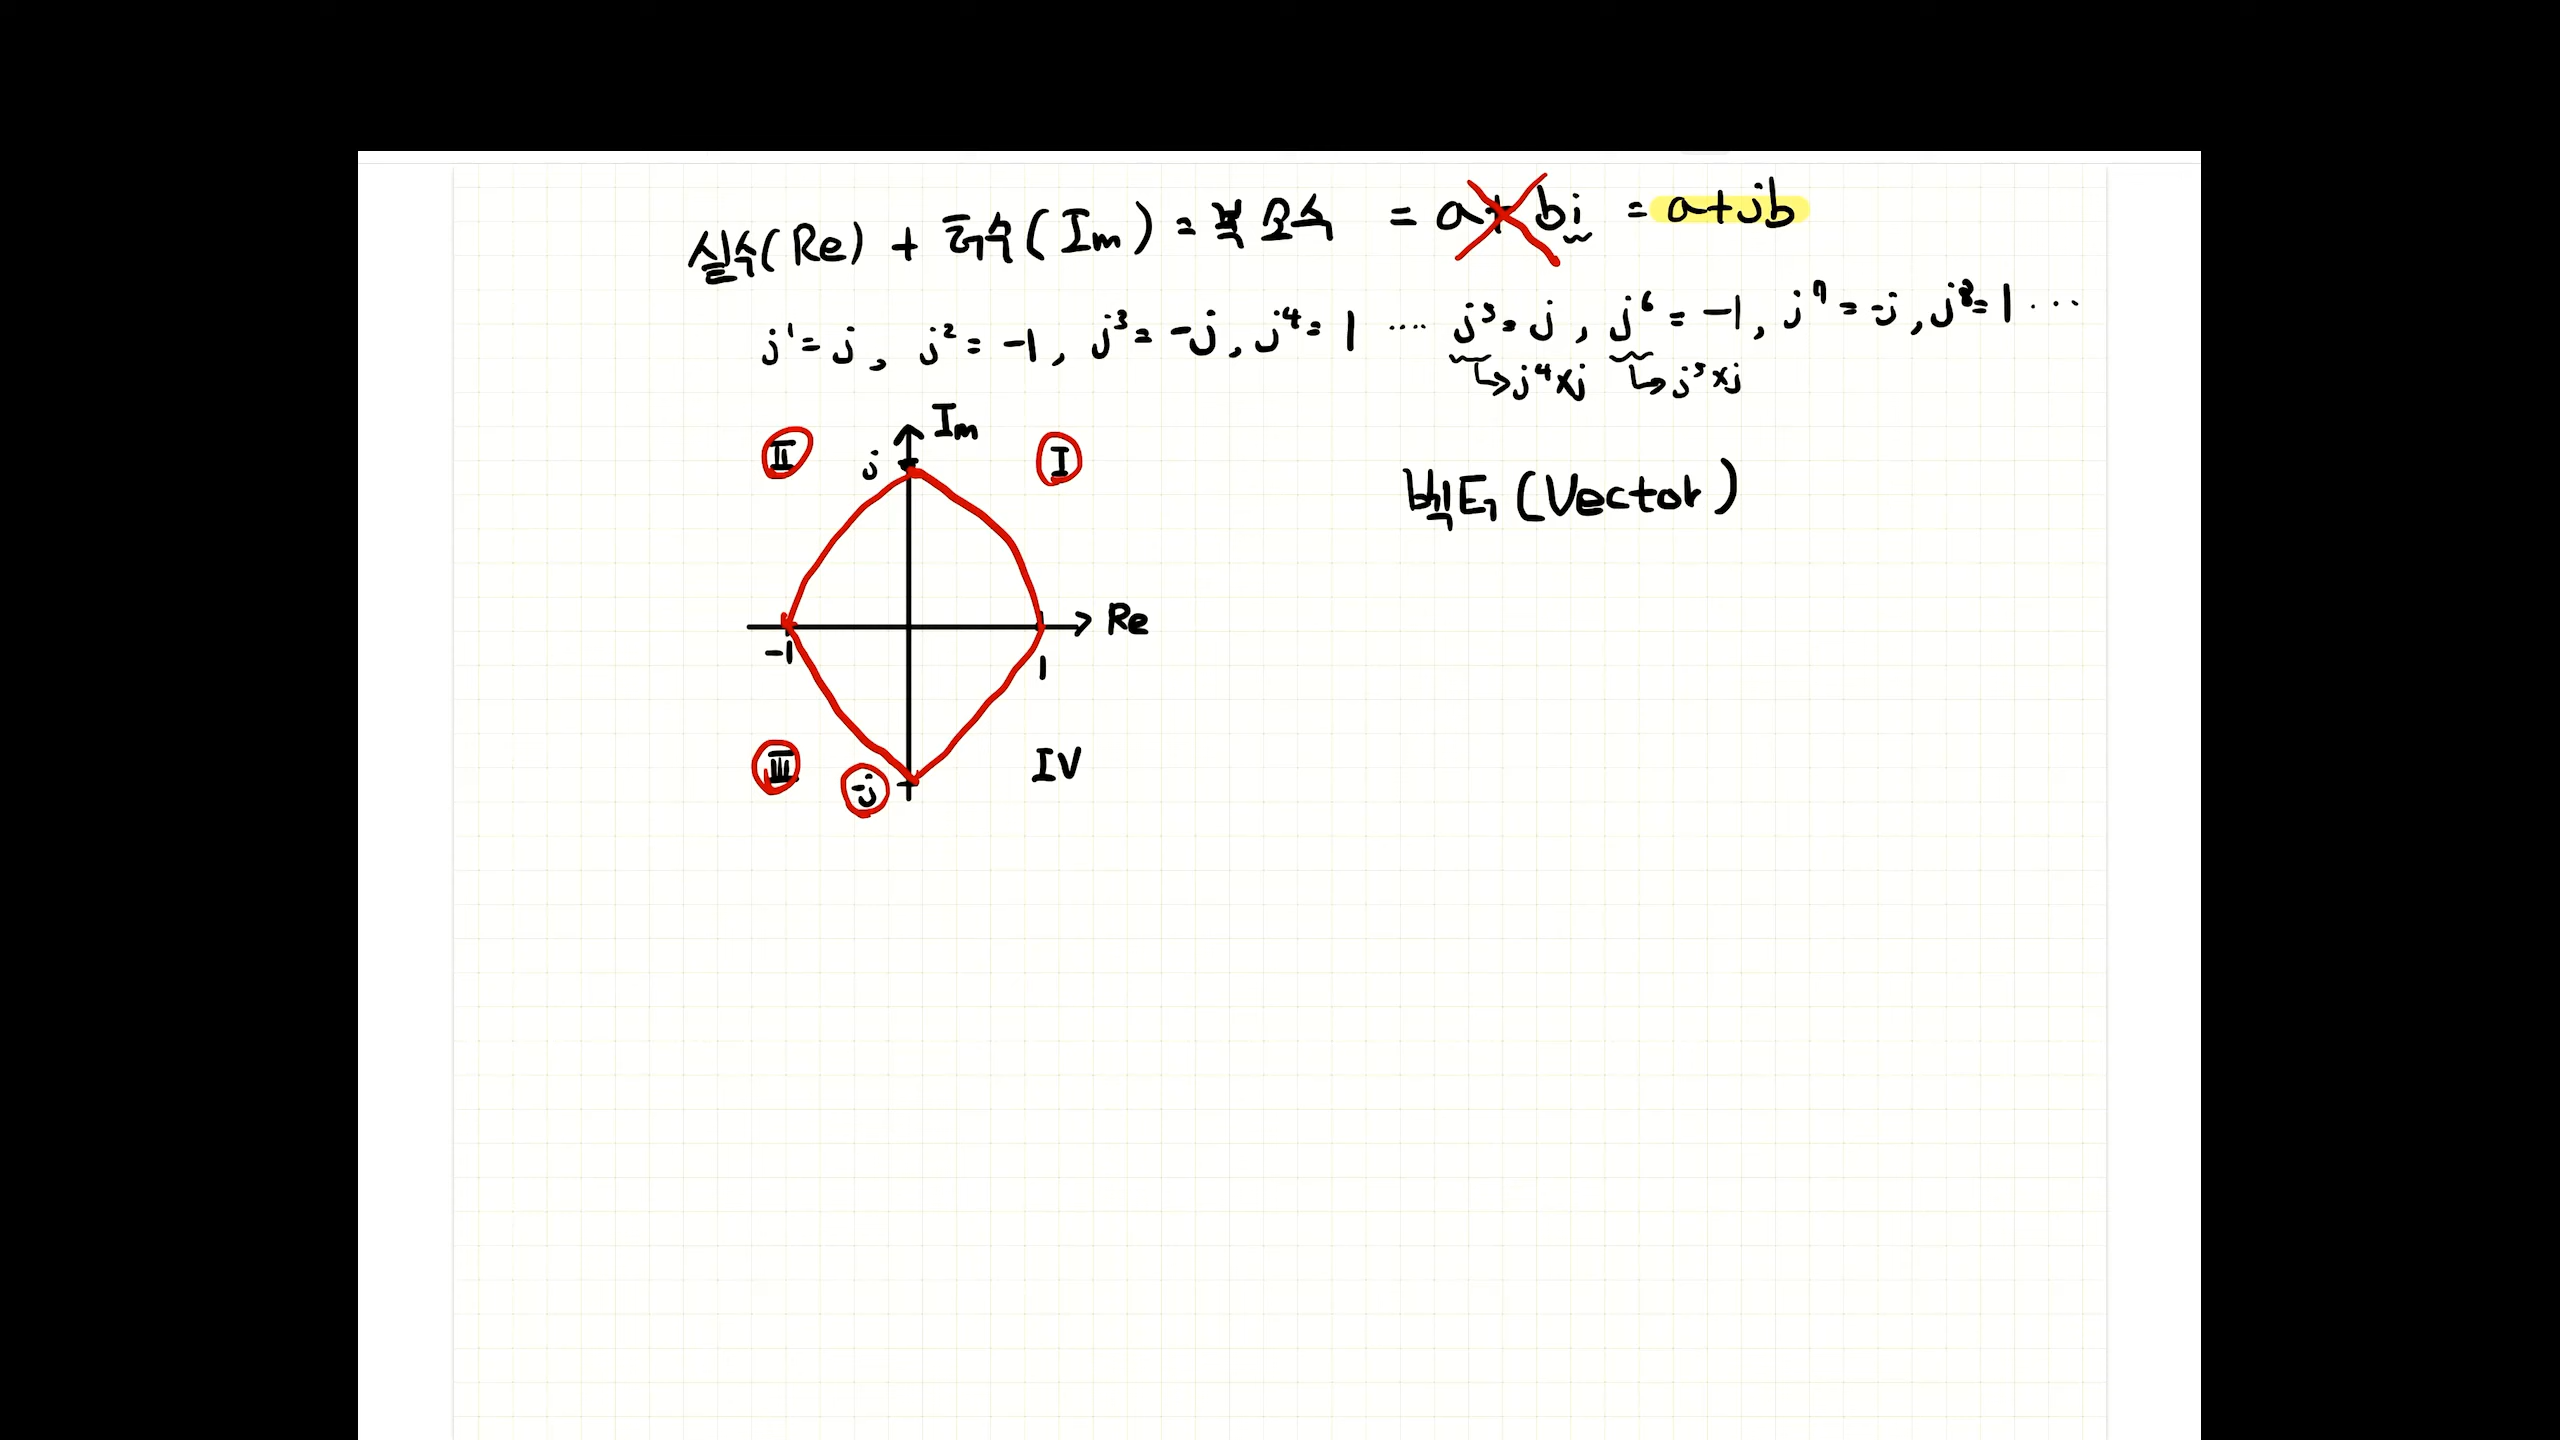 실수(Re) + 허수(Im) = 복소수 = a+bi = a+jb
j¹=j, j²=-1, j³=-j, j⁴=1 ···· j⁵=j, j⁶=-1, j⁷=-j, j⁸=1 ···
↳j⁴×j ↳j⁵×j
Im
II j I
벡터(Vector)
Re
-1 1
III -j IV